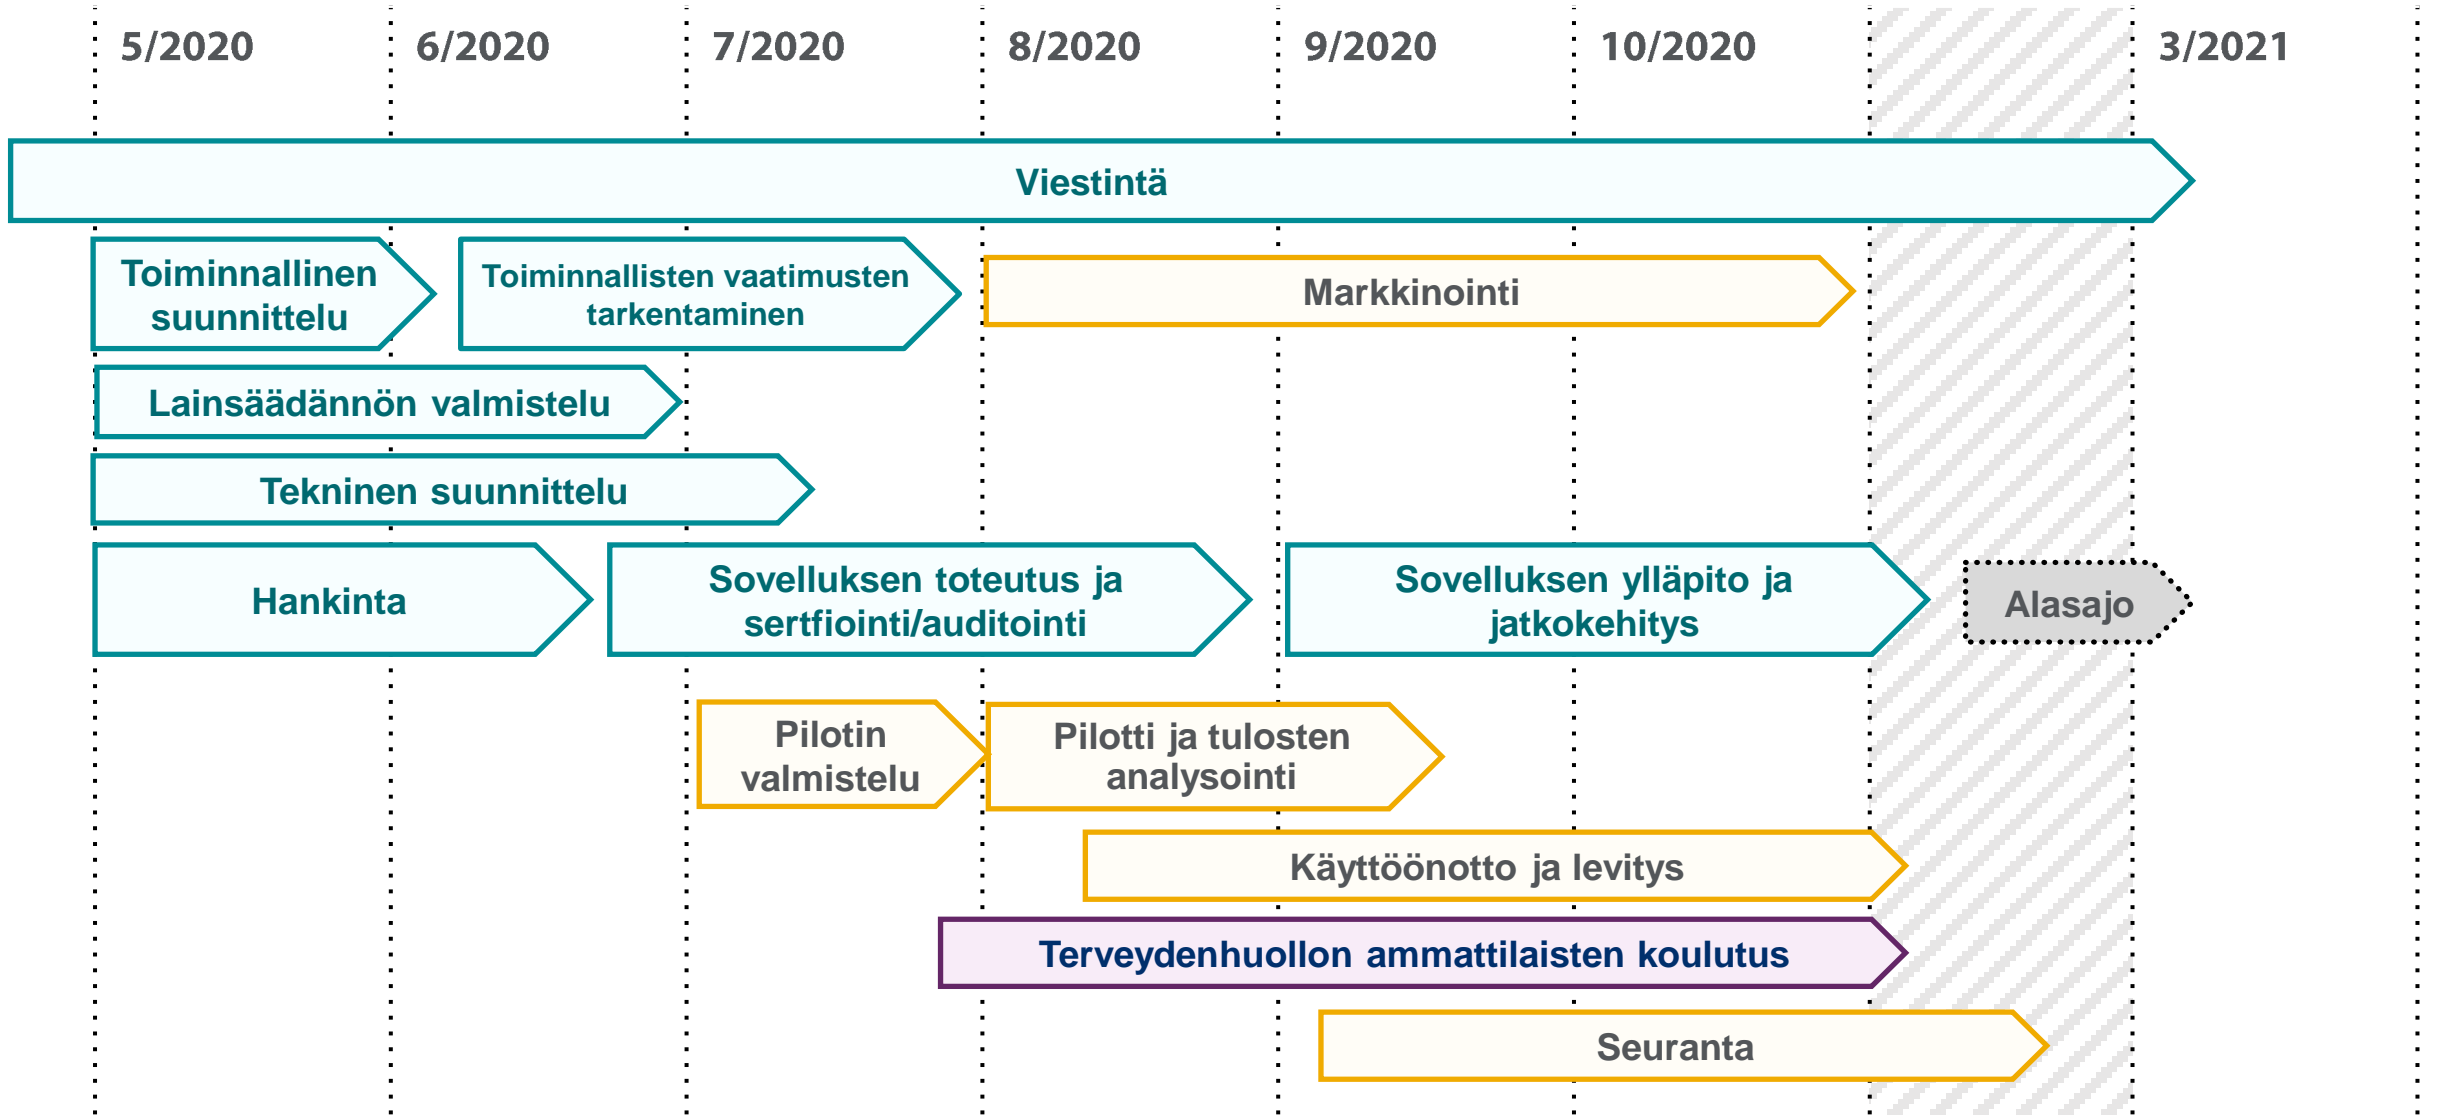 5/2020
6/2020
7/2020
8/2020
9/2020
10/2020
3/2021
Viestintä
Toiminnallinen
suunnittelu
Toiminnallisten vaatimusten
tarkentaminen
Markkinointi
Lainsäädännön valmistelu
Tekninen suunnittelu
Hankinta
Sovelluksen toteutus ja
sertfiointi/auditointi
Sovelluksen ylläpito ja
jatkokehitys
Alasajo
Pilotin
valmistelu
Pilotti ja tulosten
analysointi
Käyttöönotto ja levitys
Terveydenhuollon ammattilaisten koulutus
Seuranta